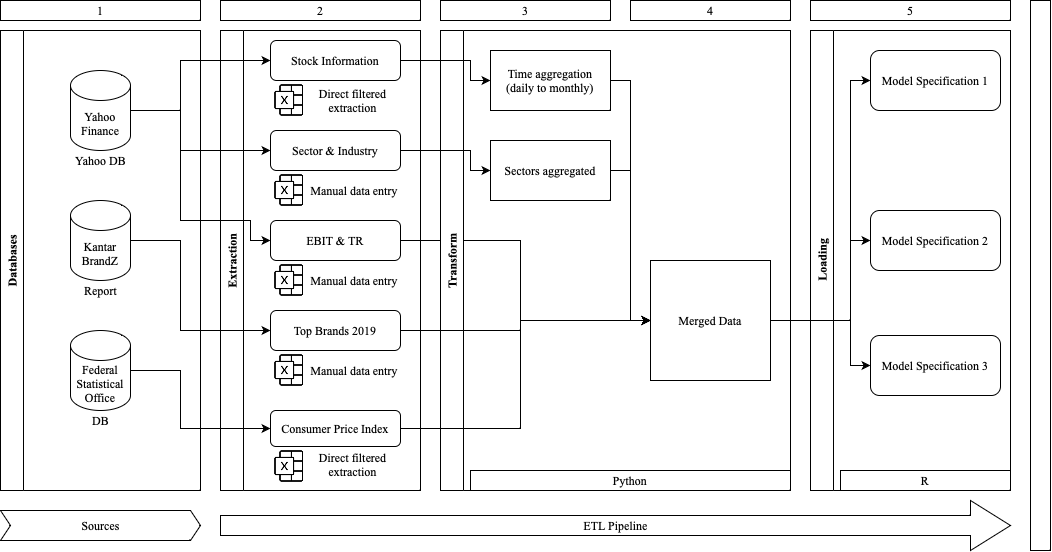 1
2
3
4
5
Databases
Yahoo
Finance
Yahoo DB
Kantar
BrandZ
Report
Federal
Statistical
Office
DB
Extraction
Stock Information
X
Direct filtered
extraction
Sector & Industry
X
Manual data entry
EBIT & TR
X
Manual data entry
Top Brands 2019
X
Manual data entry
Consumer Price Index
X
Direct filtered
extraction
Transform
Time aggregation
(daily to monthly)
Sectors aggregated
Merged Data
Python
Loading
Model Specification 1
Model Specification 2
Model Specification 3
R
Sources
ETL Pipeline